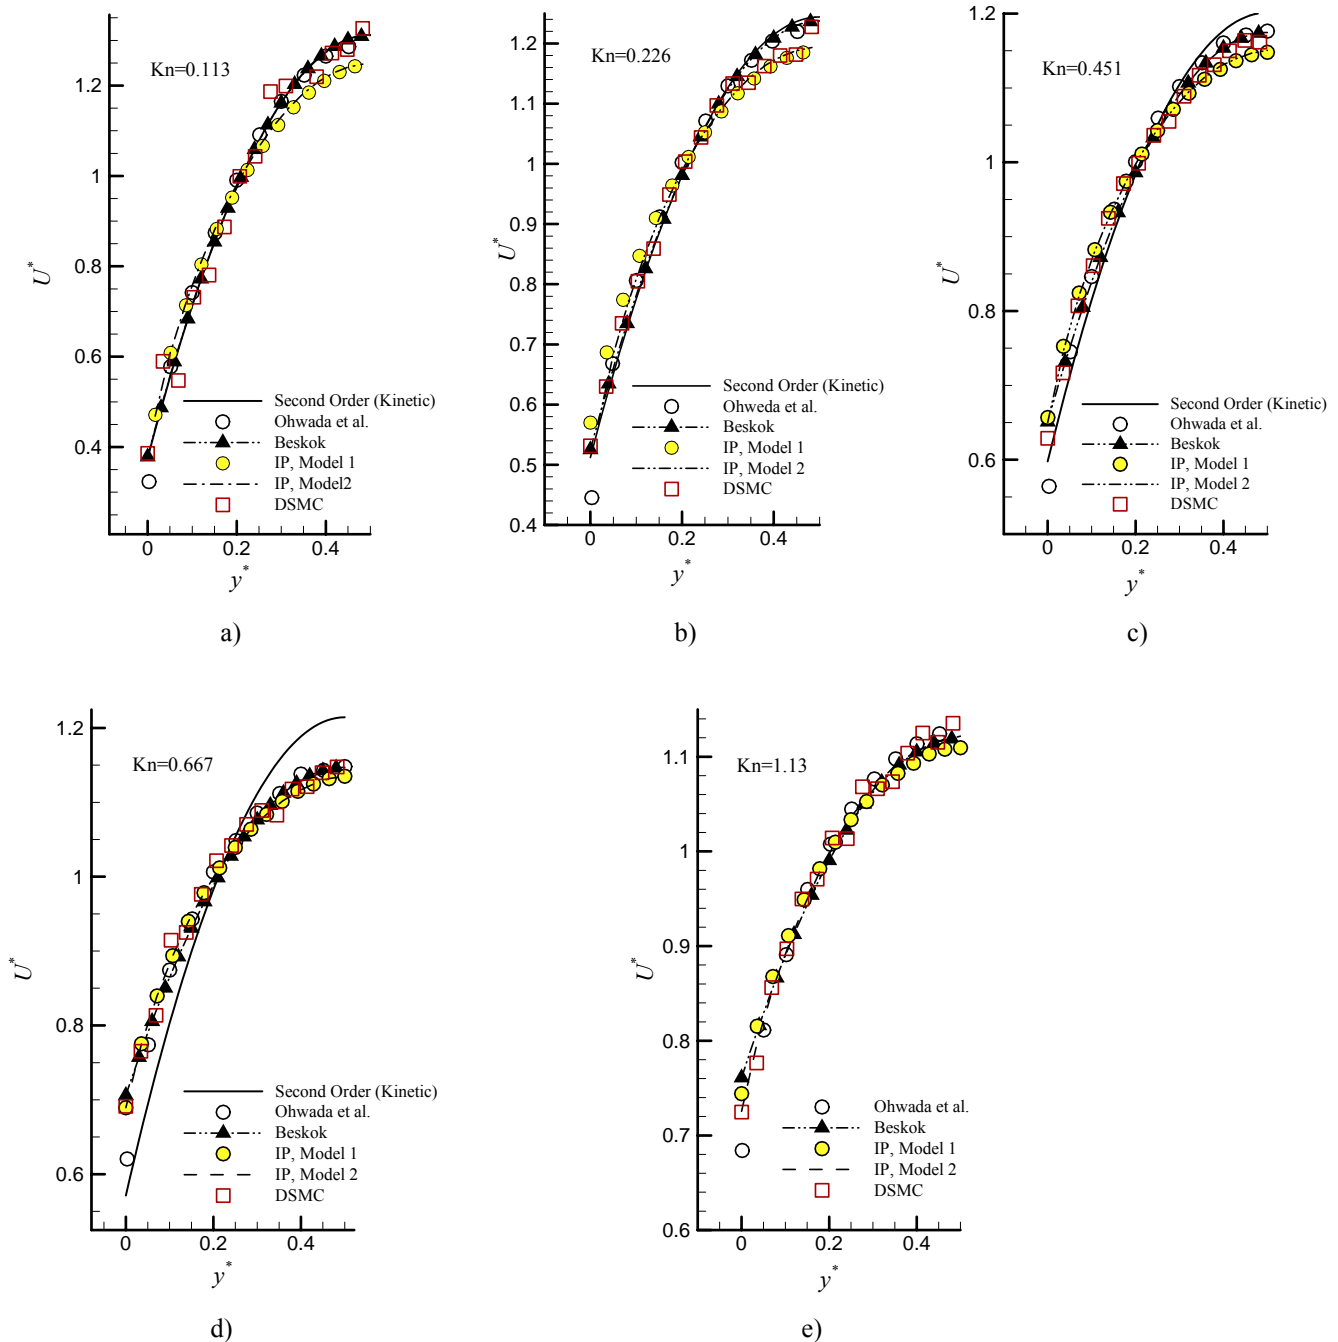 Kn=0.113
U*
1.2
1
0.8
0.6
0.4
Second Order (Kinetic)
Ohwada et al.
Beskok
IP, Model 1
IP, Model2
DSMC
0 0.2 0.4
y*
a)
Kn=0.226
U*
1.2
1.1
1
0.9
0.8
0.7
0.6
0.5
0.4
Second Order (Kinetic)
Ohweda et al.
Beskok
IP, Model 1
IP, Model 2
DSMC
0 0.2 0.4
y*
b)
Kn=0.451
U*
1.2
1
0.8
0.6
Second Order (Kinetic)
Ohwada et al.
Beskok
IP, Model 1
IP, Model 2
DSMC
0 0.2 0.4
y*
c)
Kn=0.667
U*
1.2
1
0.8
0.6
Second Order (Kinetic)
Ohwada et al.
Beskok
IP, Model 1
IP, Model 2
DSMC
0 0.2 0.4
y*
d)
Kn=1.13
U*
1.1
1
0.9
0.8
0.7
0.6
Ohwada et al.
Beskok
IP, Model 1
IP, Model 2
DSMC
0 0.2 0.4
y*
e)